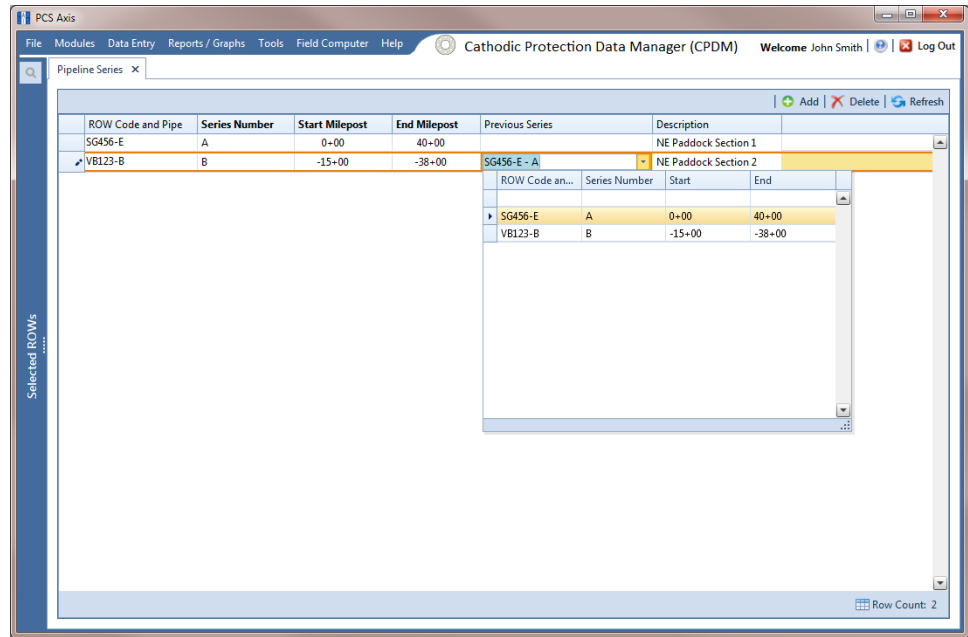 PCS Axis
File Modules Data Entry Reports / Graphs Tools Field Computer Help Cathodic Protection Data Manager (CPDM) Welcome John Smith | | Log Out
Pipeline Series
| Add | Delete | Refresh
ROW Code and Pipe Series Number Start Milepost End Milepost Previous Series Description
SG456-E A 0+00 40+00 NE Paddock Section 1
VB123-B B -15+00 -38+00 SG456-E - A NE Paddock Section 2
ROW Code an... Series Number Start End
SG456-E A 0+00 40+00
VB123-B B -15+00 -38+00
Selected ROWs
Row Count: 2